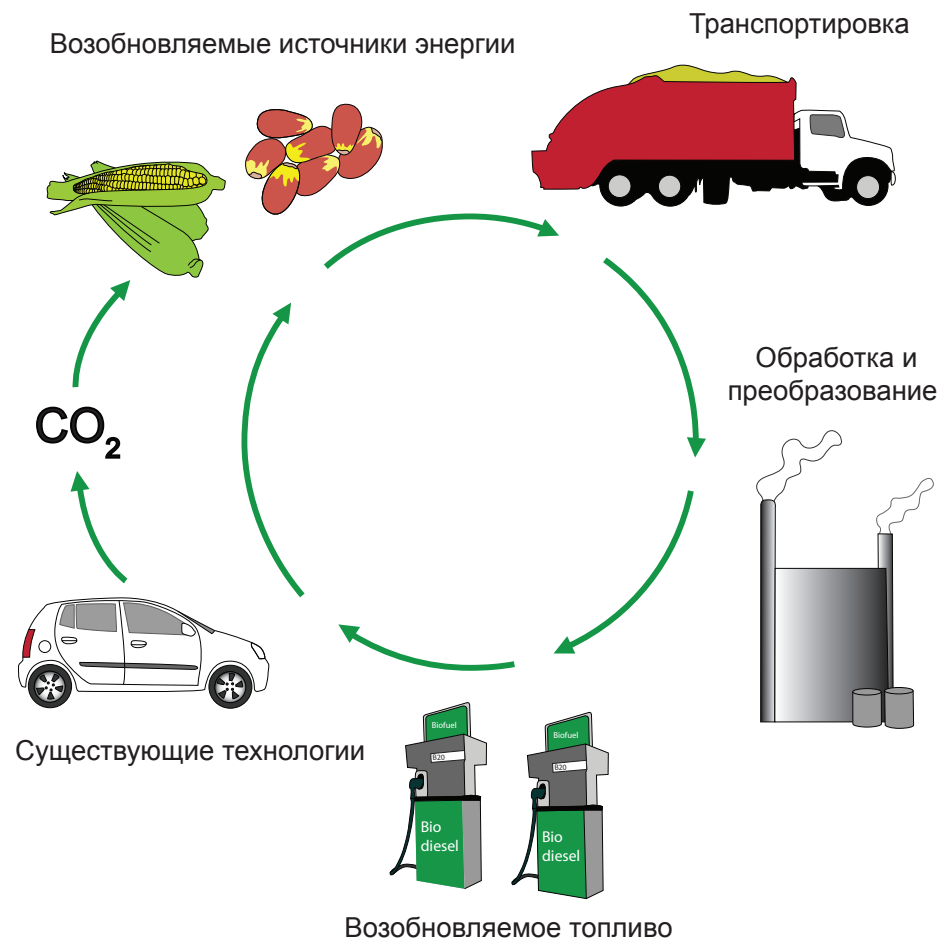 Транспортировка
Возобновляемые источники энергии
Обработка и
преобразование
CO2
Существующие технологии
Biofuel
B20
Bio
diesel
Biofuel
B20
Bio
diesel
Возобновляемое топливо